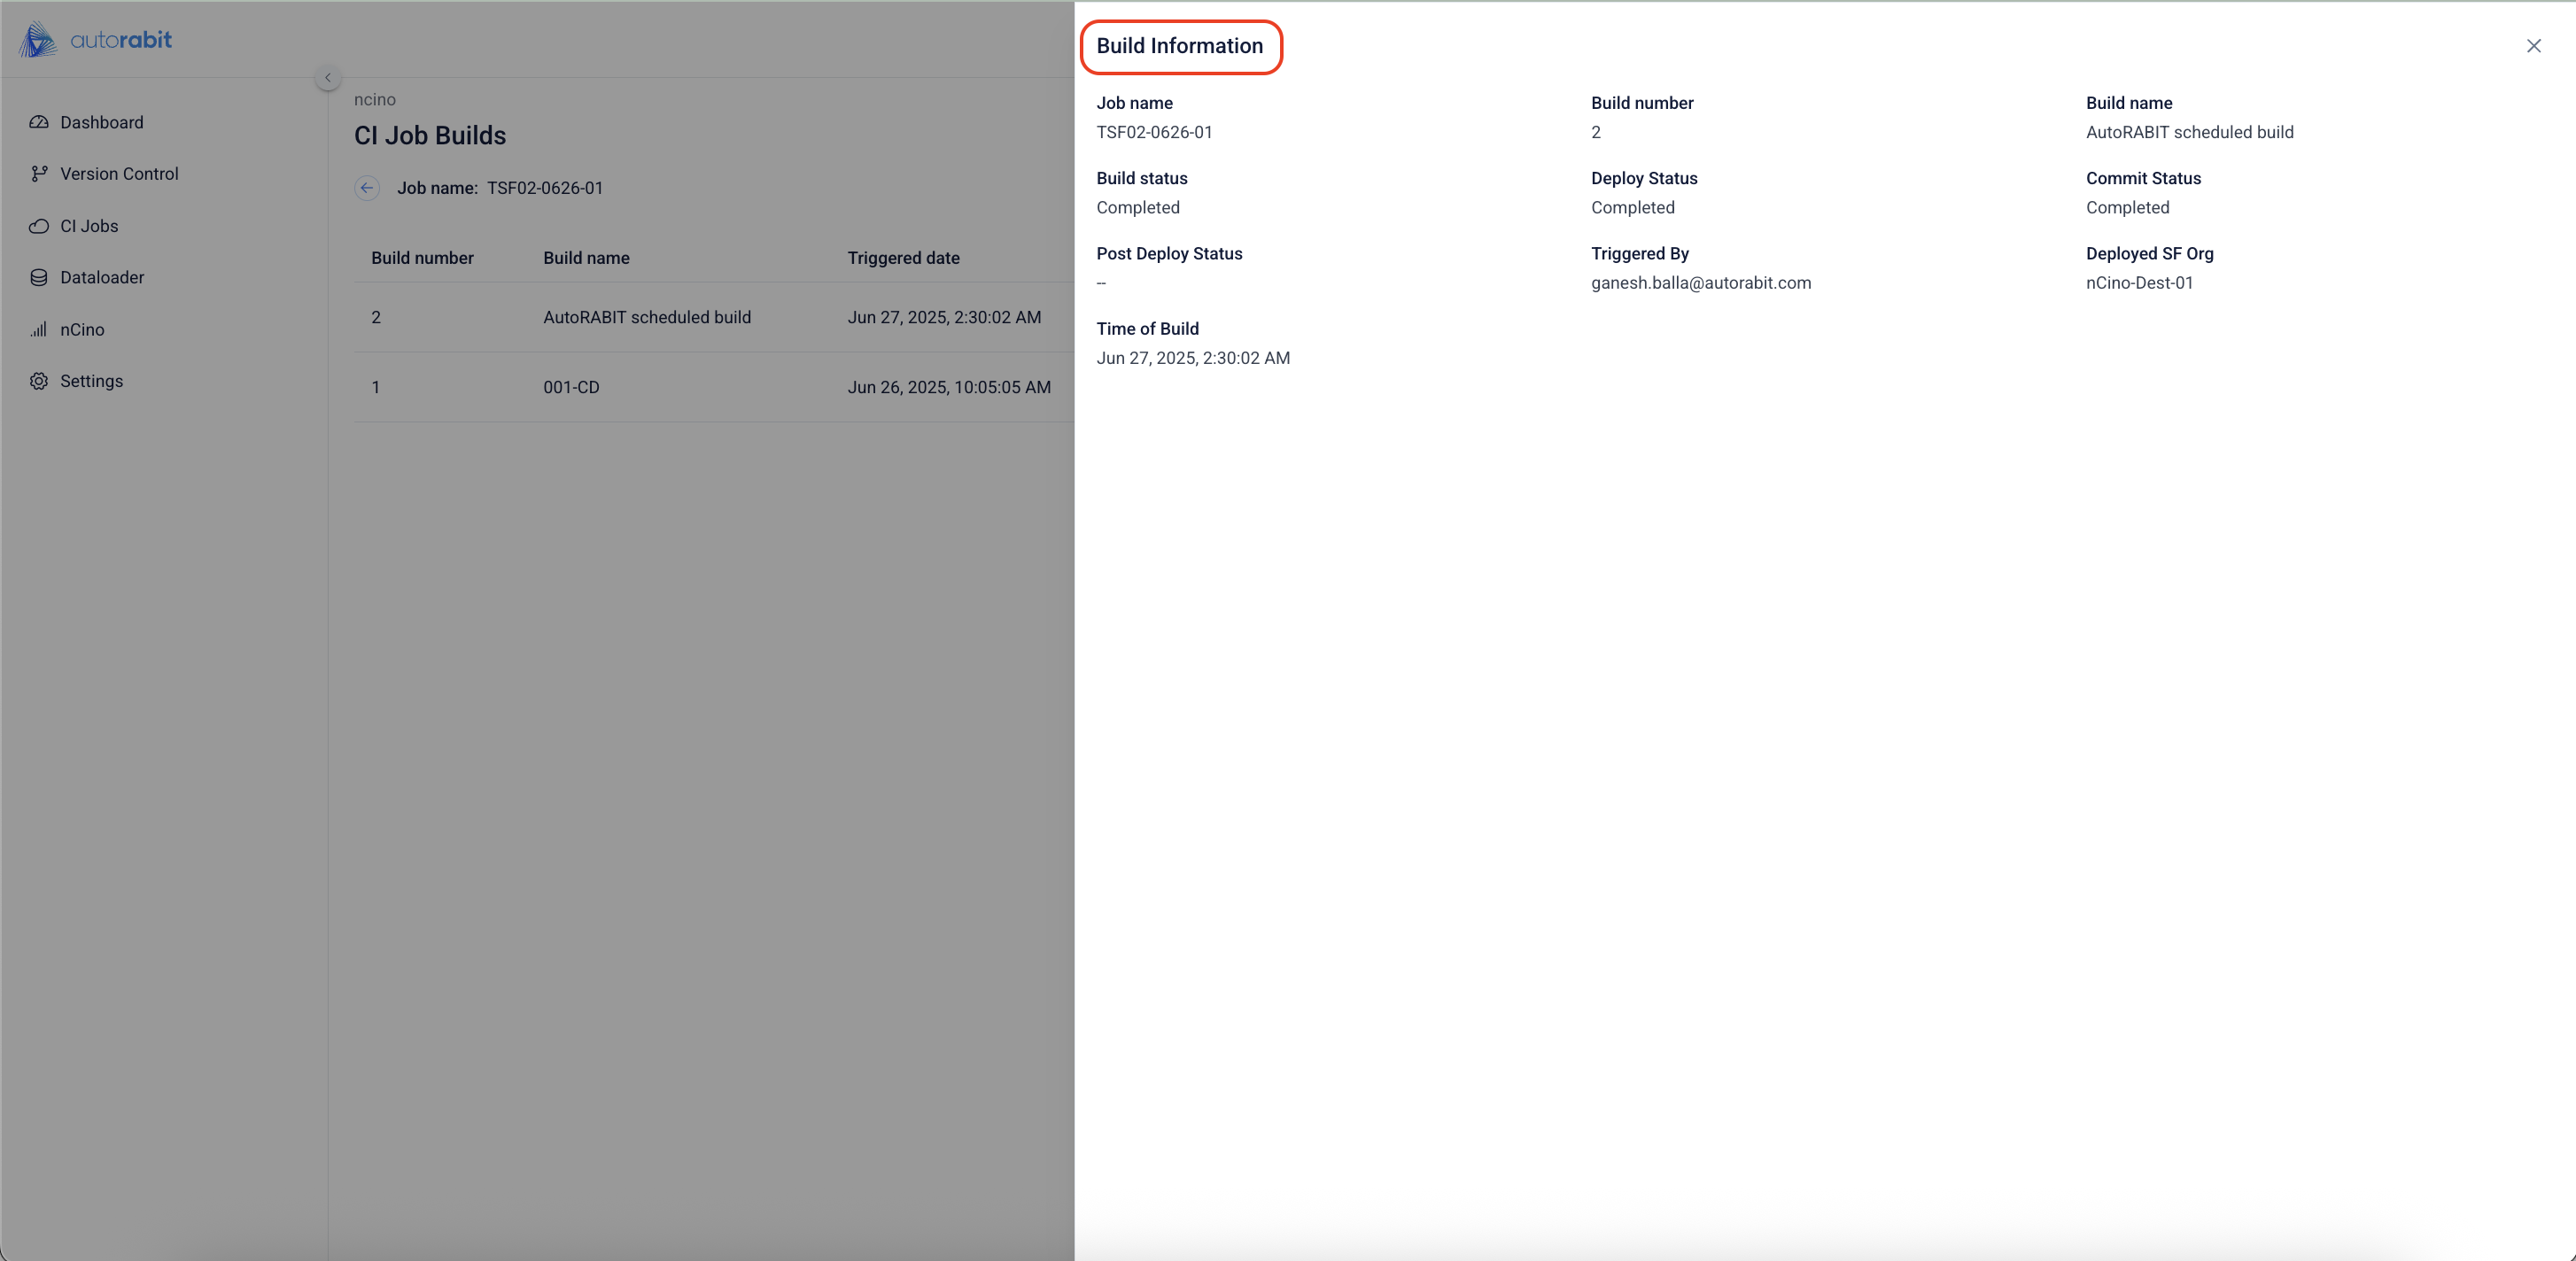 autorabit
Dashboard
Version Control
CI Jobs
Dataloader
nCino
Settings
ncino
CI Job Builds
Job name: TSF02-0626-01
Build number Build name Triggered date
2 AutoRABIT scheduled build Jun 27, 2025, 2:30:02 AM
1 001-CD Jun 26, 2025, 10:05:05 AM
Build Information
Job name Build number Build name
TSF02-0626-01 2 AutoRABIT scheduled build
Build status Deploy Status Commit Status
Completed Completed Completed
Post Deploy Status Triggered By Deployed SF Org
-- ganesh.balla@autorabit.com nCino-Dest-01
Time of Build
Jun 27, 2025, 2:30:02 AM